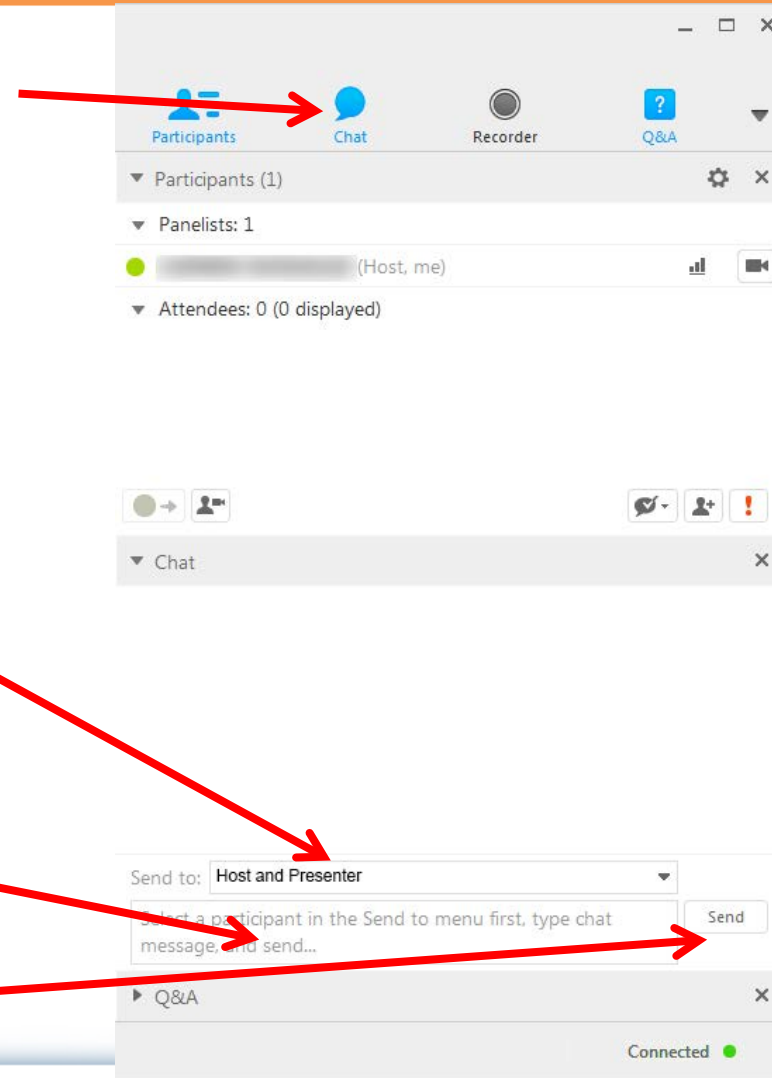 Participants Chat Recorder Q&A
Participants (1)
Panelists: 1
(Host, me)
Attendees: 0 (0 displayed)
Chat
Send to: Host and Presenter
Select a participant in the Send to menu first, type chat
message, and send...
Send
Q&A
Connected